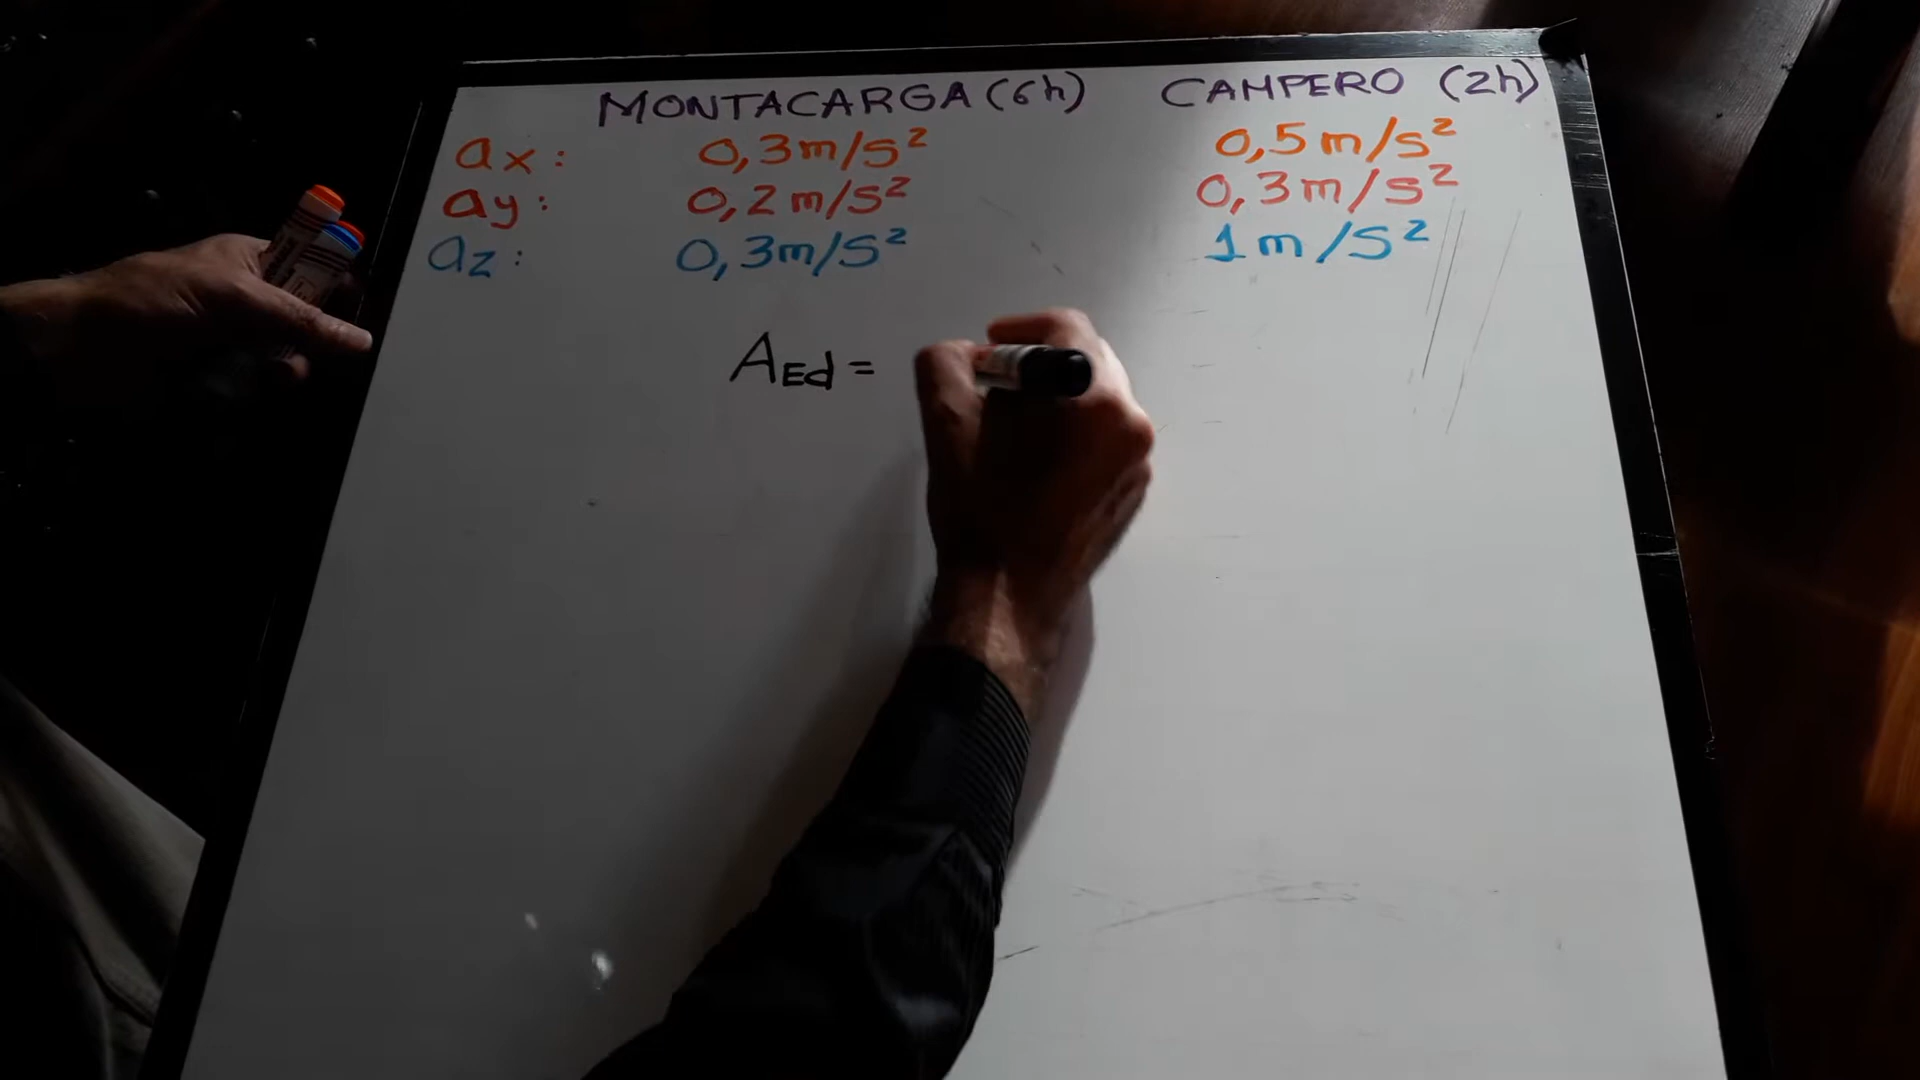 MONTACARGA (6h) CAMPERO (2h)
ax: 0,3m/s² 0,5m/s²
ay: 0,2m/s² 0,3m/s²
az: 0,3m/s² 1m/s²
AEd =